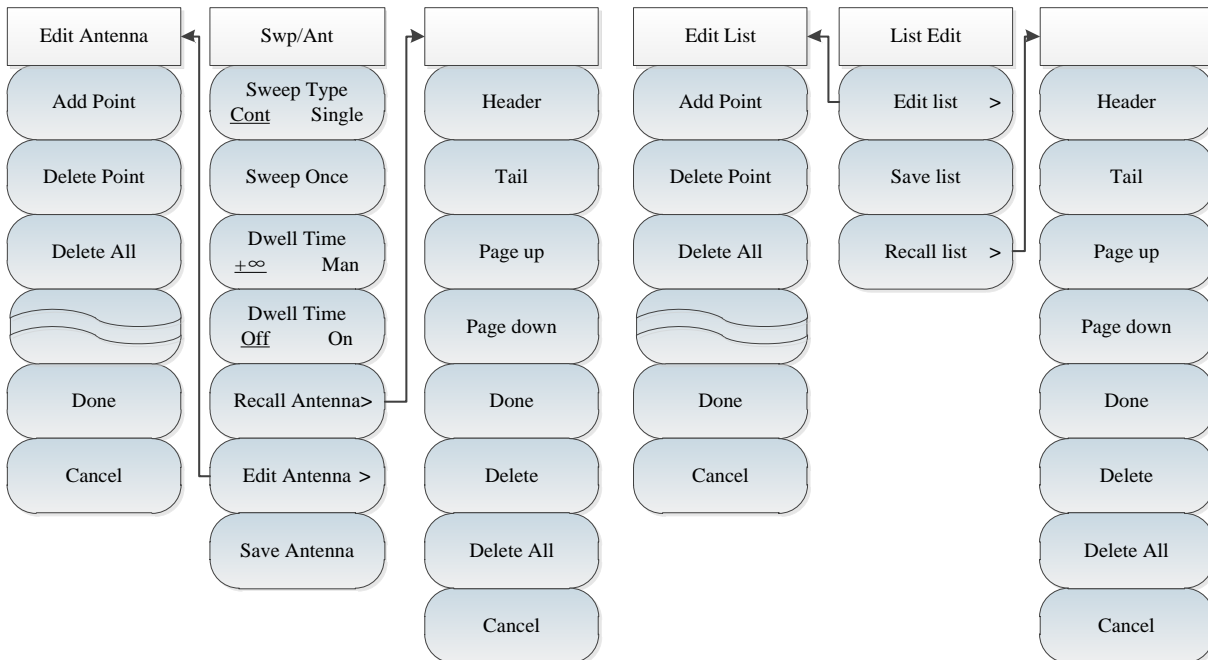 Edit Antenna
Add Point
Delete Point
Delete All
Done
Cancel
Swp/Ant
Sweep Type
Cont Single
Sweep Once
Dwell Time
+∞ Man
Dwell Time
Off On
Recall Antenna>
Edit Antenna >
Save Antenna
Header
Tail
Page up
Page down
Done
Delete
Delete All
Cancel
Edit List
Add Point
Delete Point
Delete All
Done
Cancel
List Edit
Edit list >
Save list
Recall list >
Header
Tail
Page up
Page down
Done
Delete
Delete All
Cancel